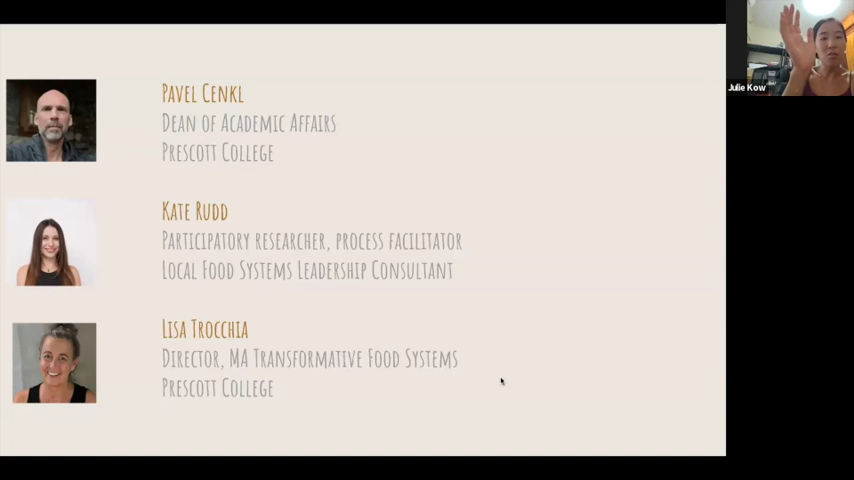 Pavel Cenkl
Dean of Academic Affairs
Prescott College
Kate Rudd
Participatory researcher, process facilitator
Local Food Systems Leadership Consultant
Lisa Trocchia
Director, MA Transformative Food Systems
Prescott College
Julie Kow